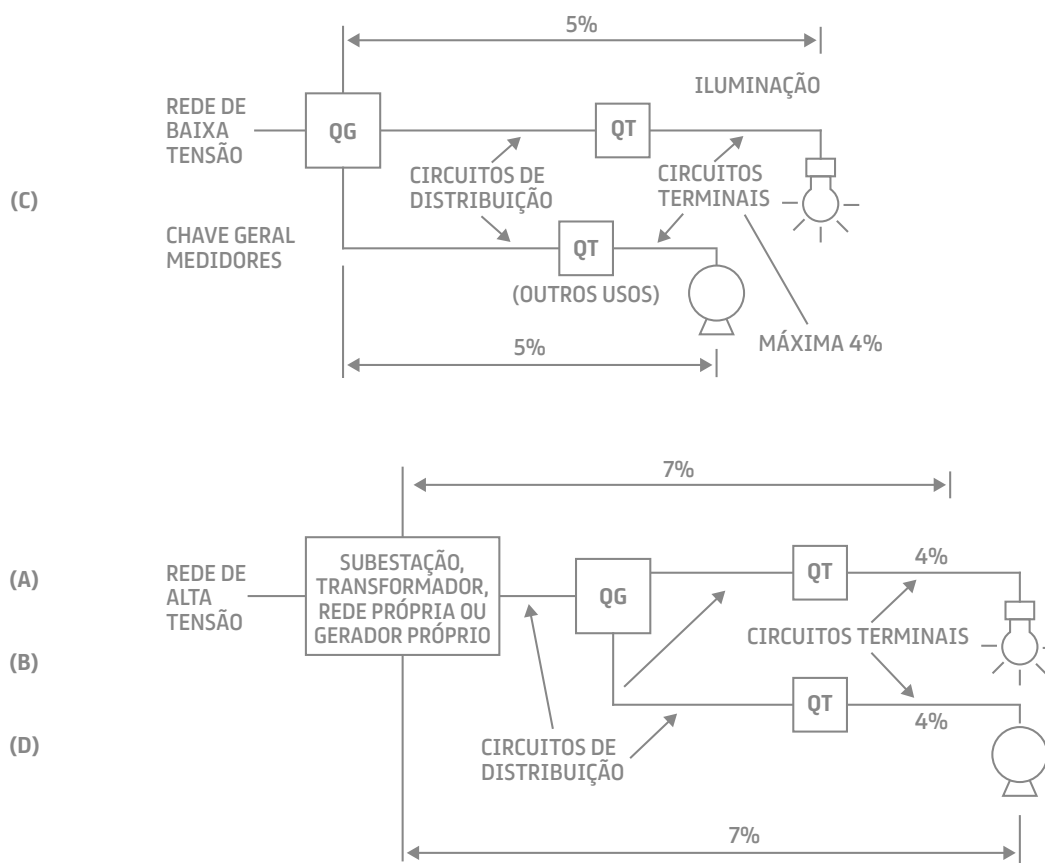 5%
ILUMINAÇÃO
REDE DE
BAIXA
TENSÃO
QG
QT
CIRCUITOS DE
DISTRIBUIÇÃO
CIRCUITOS
TERMINAIS
(C)
CHAVE GERAL
MEDIDORES
QT
(OUTROS USOS)
MÁXIMA 4%
5%
7%
(A)
REDE DE
ALTA
TENSÃO
SUBESTAÇÃO,
TRANSFORMADOR,
REDE PRÓPRIA OU
GERADOR PRÓPRIO
QG
QT
4%
CIRCUITOS TERMINAIS
(B)
QT
4%
(D)
CIRCUITOS DE
DISTRIBUIÇÃO
7%